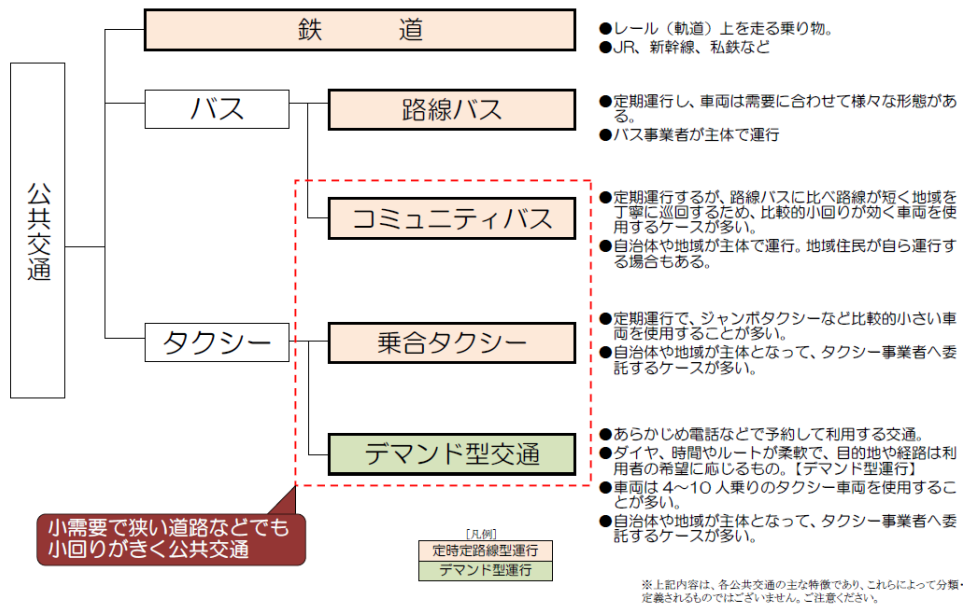 公共交通
鉄　道
●レール（軌道）上を走る乗り物。
●JR、新幹線、私鉄など
バス
路線バス
●定期運行し、車両は需要に合わせて様々な形態があ
る。
●バス事業者が主体で運行
コミュニティバス
●定期運行するが、路線バスに比べ路線が短く地域を
丁寧に巡回するため、比較的小回りが効く車両を使
用するケースが多い。
●自治体や地域が主体で運行。地域住民が自ら運行す
る場合もある。
タクシー
乗合タクシー
●定期運行で、ジャンボタクシーなど比較的小さい車
両を使用することが多い。
●自治体や地域が主体となって、タクシー事業者へ委
託するケースが多い。
デマンド型交通
●あらかじめ電話などで予約して利用する交通。
●ダイヤ、時間やルートが柔軟で、目的地や経路は利
用者の希望に応じるもの。【デマンド型運行】
●車両は 4～10 人乗りのタクシー車両を使用するこ
とが多い。
●自治体や地域が主体となって、タクシー事業者へ委
託するケースが多い。
小需要で狭い道路などでも
小回りがきく公共交通
［凡例］
定時定路線型運行
デマンド型運行
※上記内容は、各公共交通の主な特徴であり、これらによって分類・
定義されるものではございません。ご注意ください。